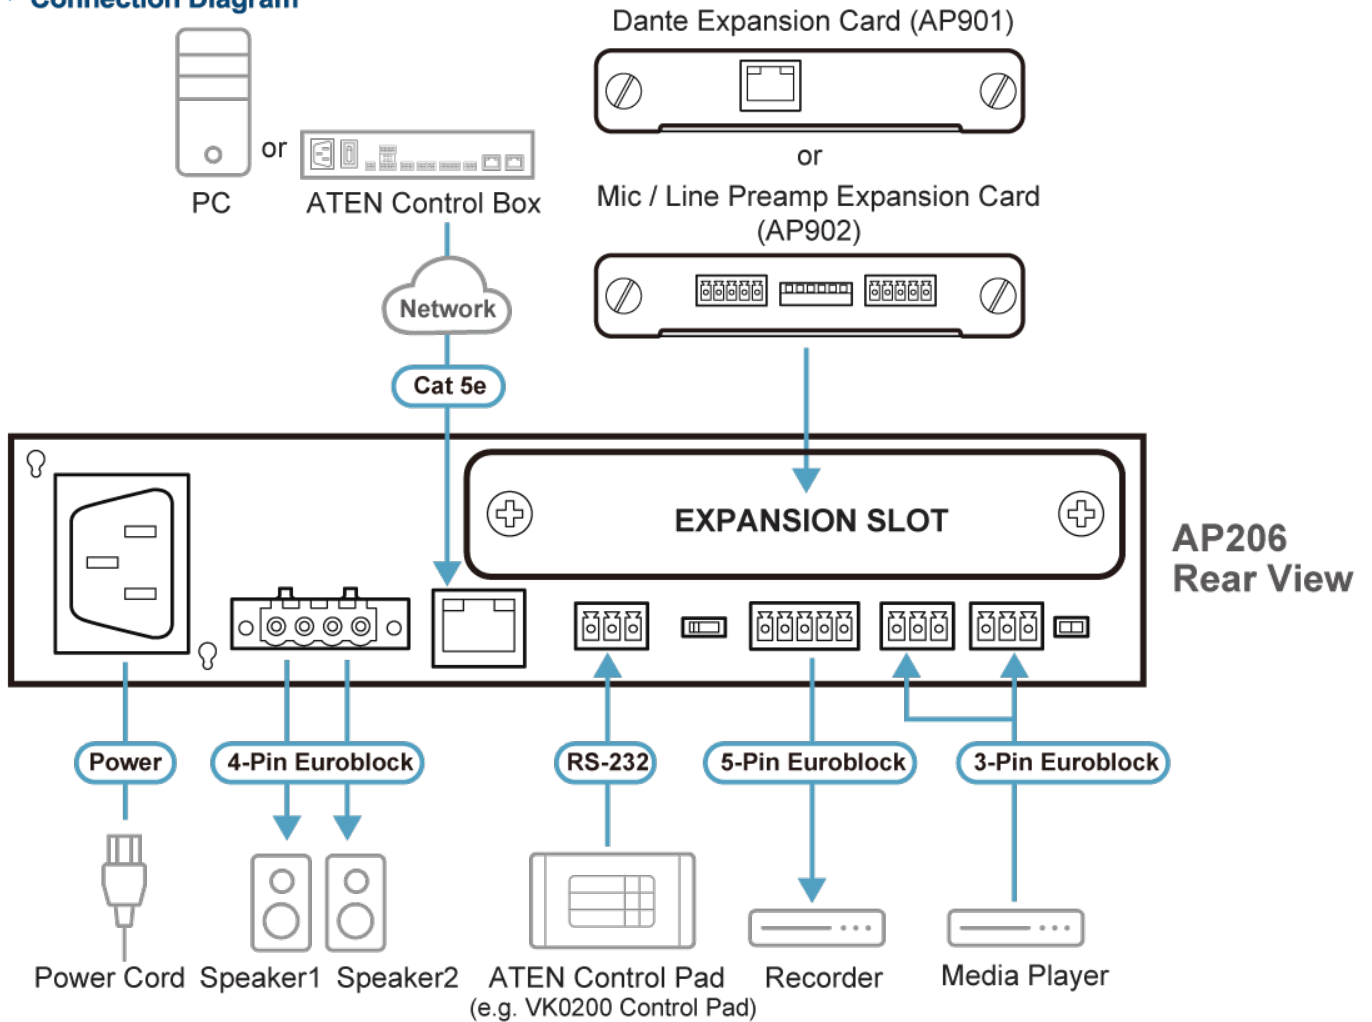 Connection Diagram
Dante Expansion Card (AP901)
or
PC
ATEN Control Box
or
Mic / Line Preamp Expansion Card
(AP902)
Network
Cat 5e
EXPANSION SLOT
AP206
Rear View
Power
4-Pin Euroblock
RS-232
5-Pin Euroblock
3-Pin Euroblock
Power Cord
Speaker1
Speaker2
ATEN Control Pad
(e.g. VK0200 Control Pad)
Recorder
Media Player